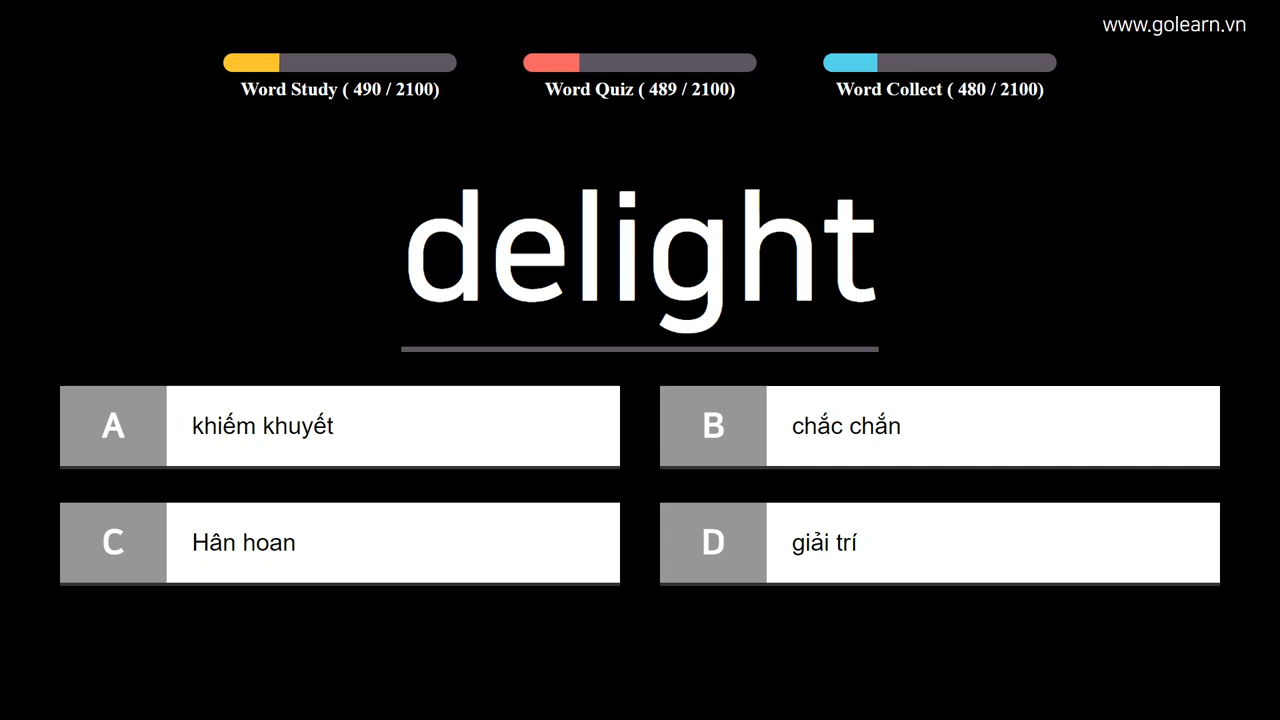 www.golearn.vn
Word Study ( 490 / 2100)
Word Quiz ( 489 / 2100)
Word Collect ( 480 / 2100)
delight
A khiếm khuyết
B chắc chắn
C Hân hoan
D giải trí